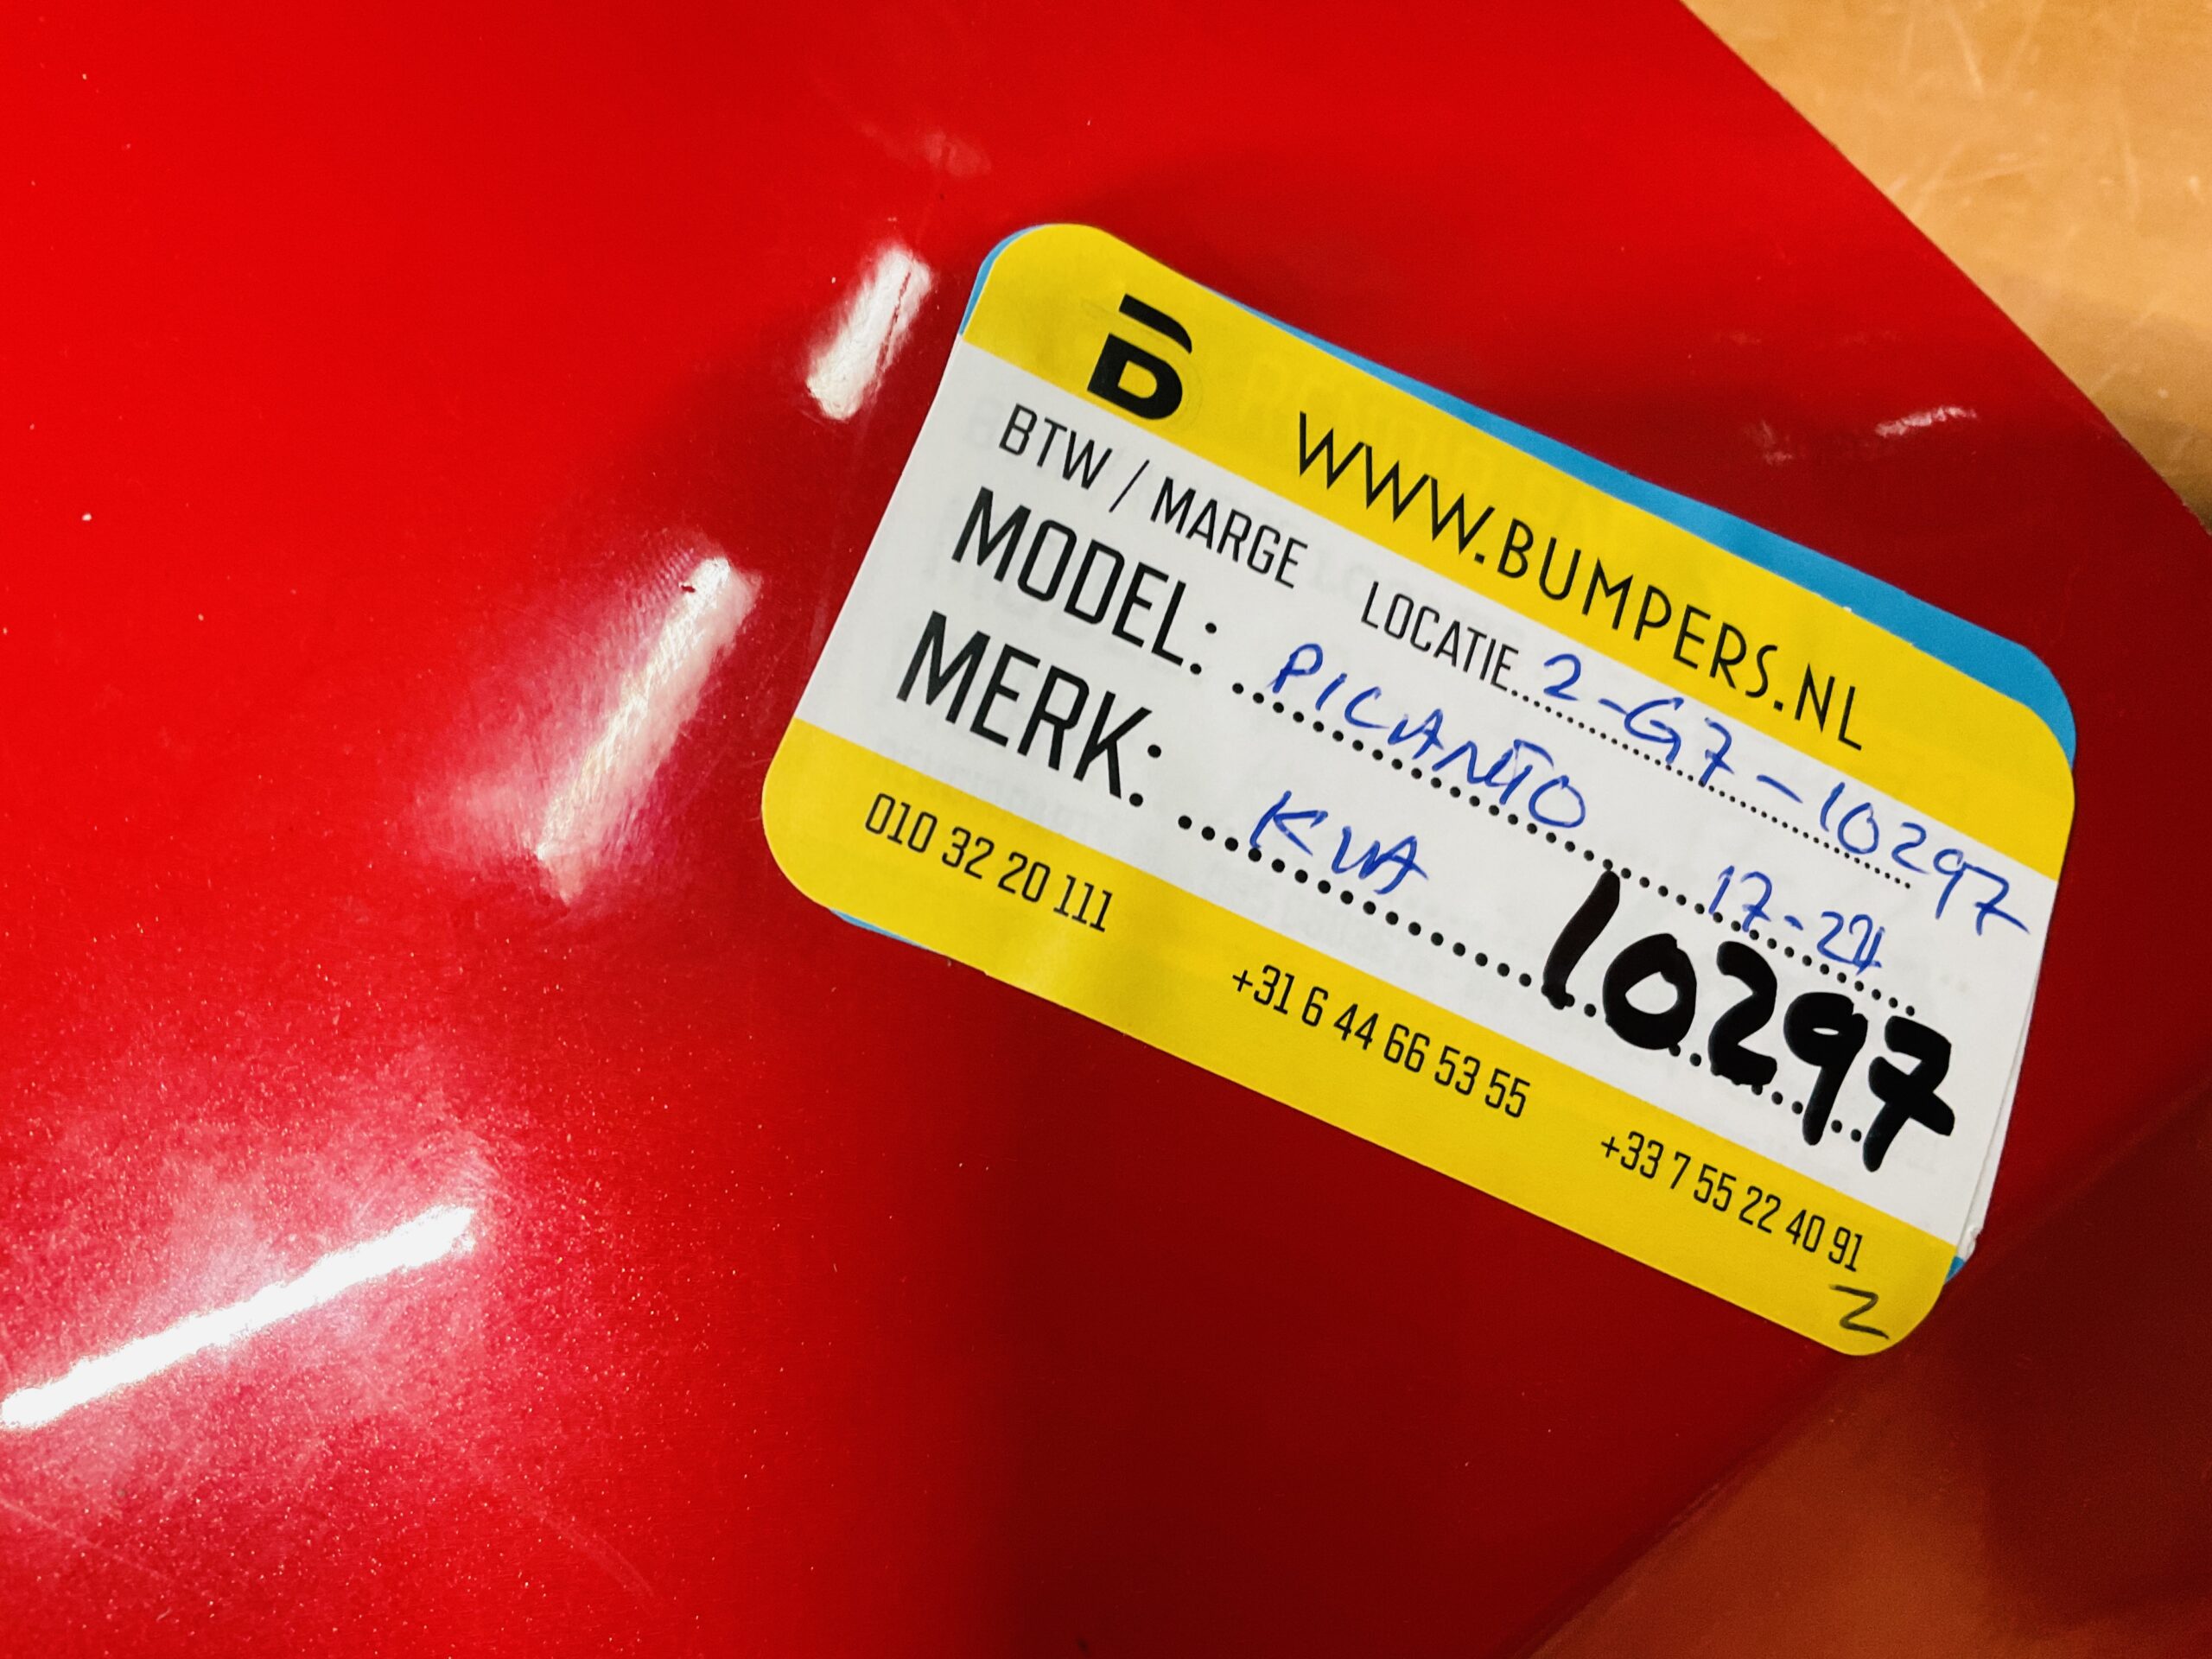 B WWW.BUMPERS.NL
BTW / MARGE LOCATIE 2-G7-10297
MODEL: PICANTO 17-21
MERK: KIA 10297
010 32 20 111 +31 6 44 66 53 55 +33 7 55 22 40 91